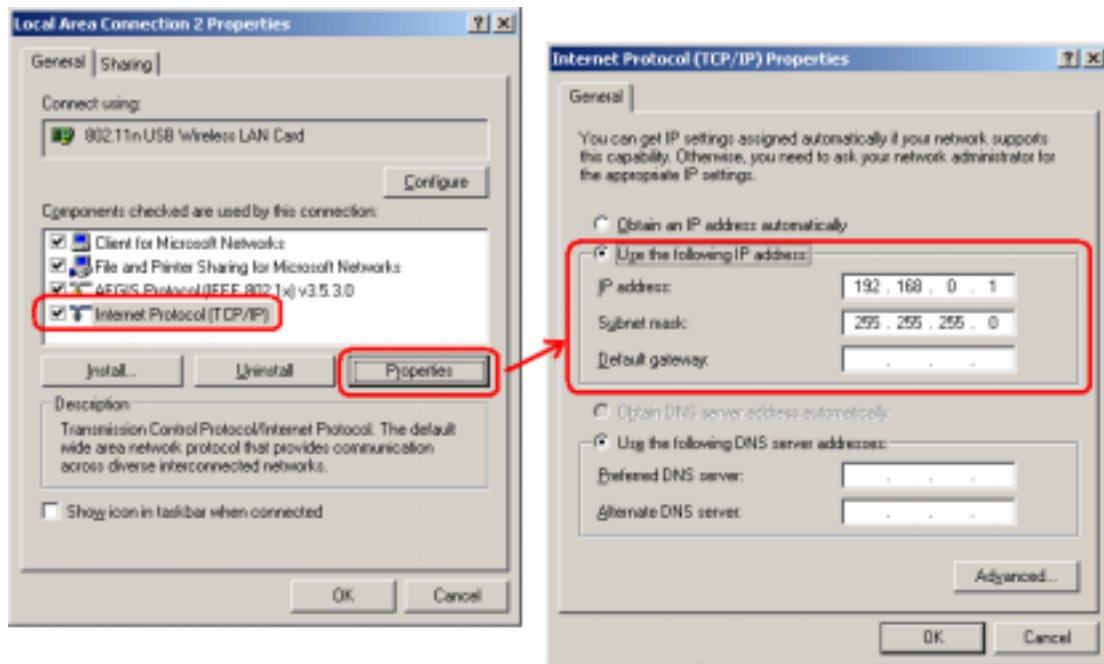 Local Area Connection 2 Properties
General
Sharing
Connect using:
802.11n USB Wireless LAN Card
Configure
Components checked are used by this connection:
Client for Microsoft Networks
File and Printer Sharing for Microsoft Networks
AEGIS Protocol (IEEE 802.1x) v3.5.3.0
Internet Protocol (TCP/IP)
Install...
Uninstall
Properties
Description
Transmission Control Protocol/Internet Protocol. The default
wide area network protocol that provides communication
across diverse interconnected networks.
Show icon in taskbar when connected
OK
Cancel
Internet Protocol (TCP/IP) Properties
General
You can get IP settings assigned automatically if your network supports
this capability. Otherwise, you need to ask your network administrator for
the appropriate IP settings.
Obtain an IP address automatically
Use the following IP address:
IP address:
192 . 168 . 0 . 1
Subnet mask:
255 . 255 . 255 . 0
Default gateway:
. . .
Obtain DNS server address automatically
Use the following DNS server addresses:
Preferred DNS server:
. . .
Alternate DNS server:
. . .
Advanced...
OK
Cancel